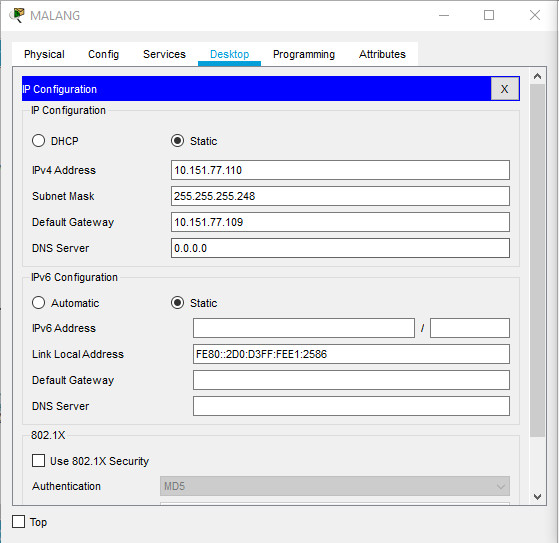 MALANG
Physical Config Services Desktop Programming Attributes
IP Configuration X
IP Configuration
DHCP Static
IPv4 Address 10.151.77.110
Subnet Mask 255.255.255.248
Default Gateway 10.151.77.109
DNS Server 0.0.0.0
IPv6 Configuration
Automatic Static
IPv6 Address /
Link Local Address FE80::2D0:D3FF:FEE1:2586
Default Gateway
DNS Server
802.1X
Use 802.1X Security
Authentication MD5
Top